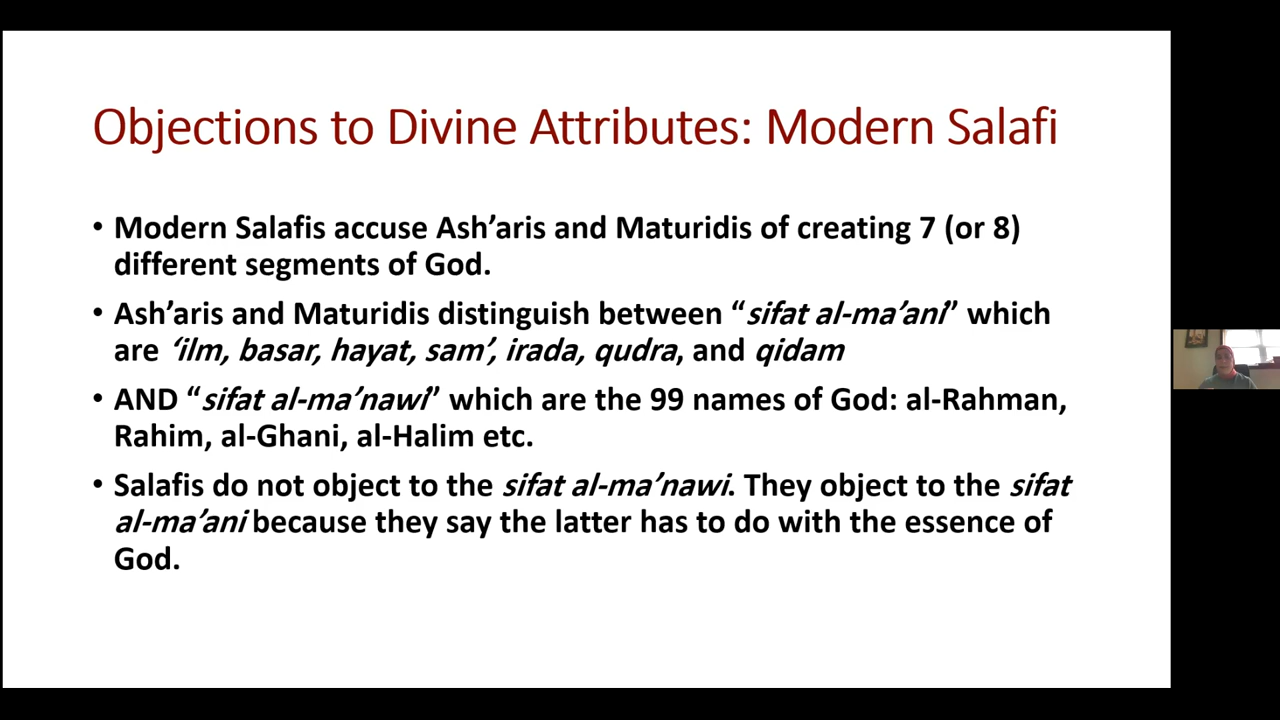 Objections to Divine Attributes: Modern Salafi
• Modern Salafis accuse Ash’aris and Maturidis of creating 7 (or 8)
different segments of God.
• Ash’aris and Maturidis distinguish between “sifat al-ma’ani” which
are ‘ilm, basar, hayat, sam’, irada, qudra, and qidam
• AND “sifat al-ma’nawi” which are the 99 names of God: al-Rahman,
Rahim, al-Ghani, al-Halim etc.
• Salafis do not object to the sifat al-ma’nawi. They object to the sifat
al-ma’ani because they say the latter has to do with the essence of
God.